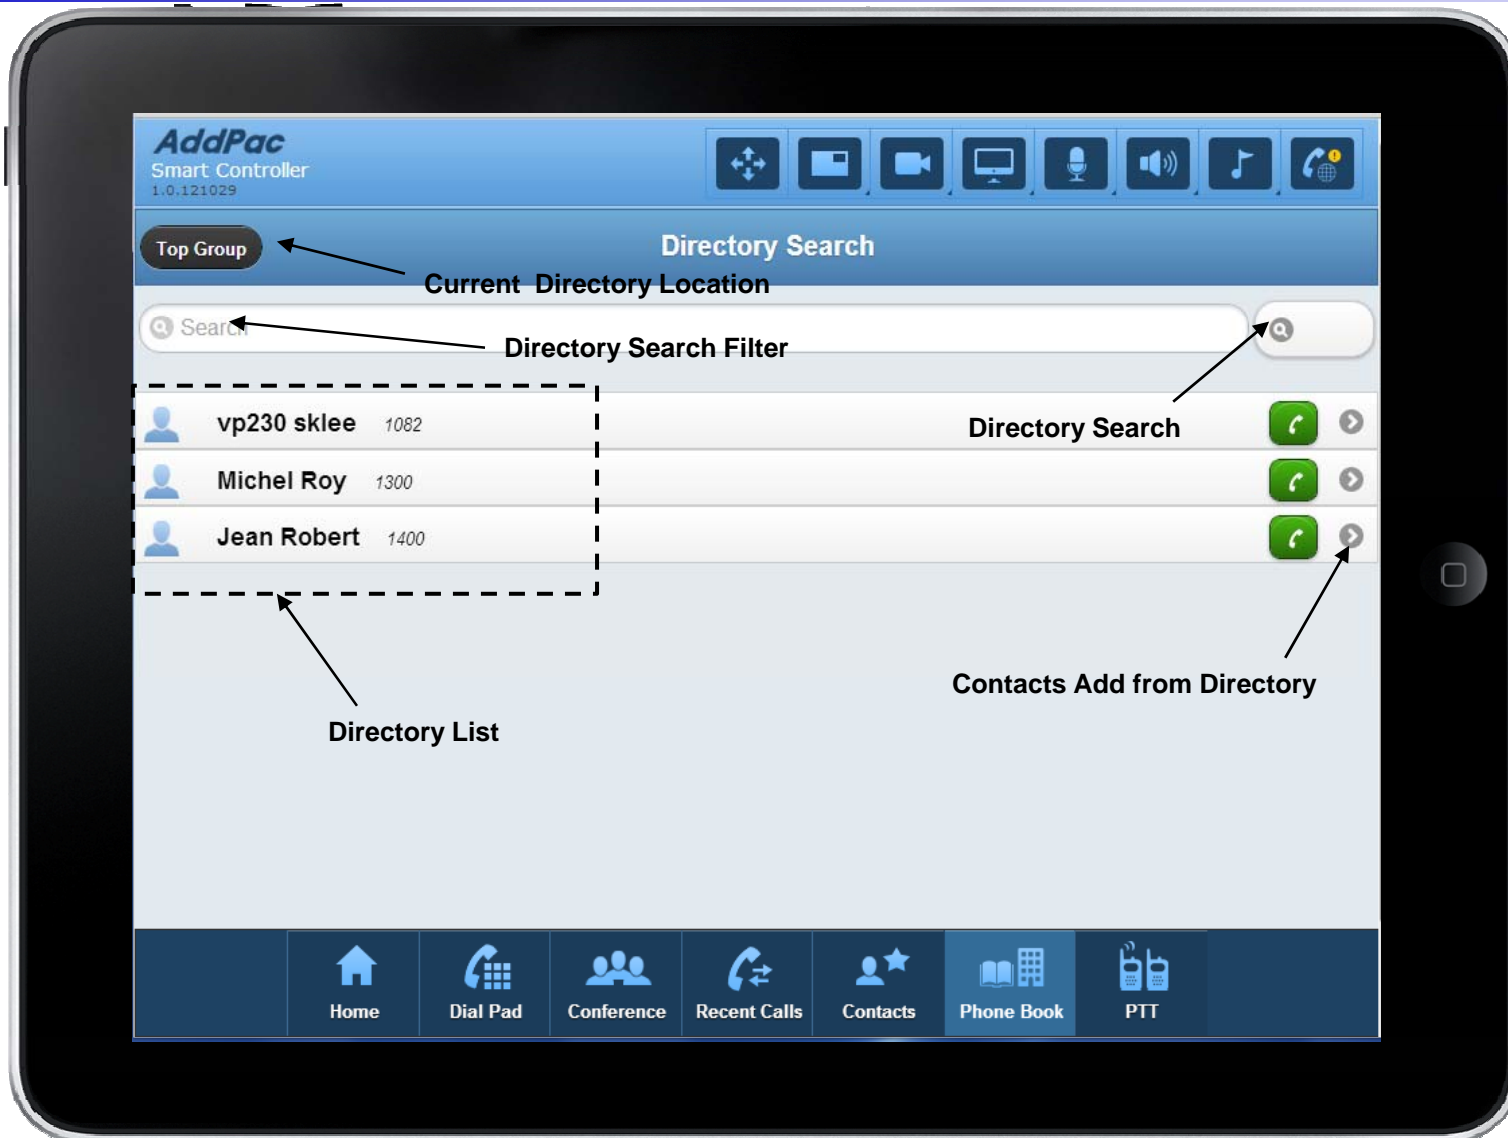 AddPac
Smart Controller
1.0.121029
Top Group
Directory Search
Current Directory Location
Search
Directory Search Filter
vp230 sklee 1082
Directory Search
Michel Roy 1300
Jean Robert 1400
Contacts Add from Directory
Directory List
Home
Dial Pad
Conference
Recent Calls
Contacts
Phone Book
PTT